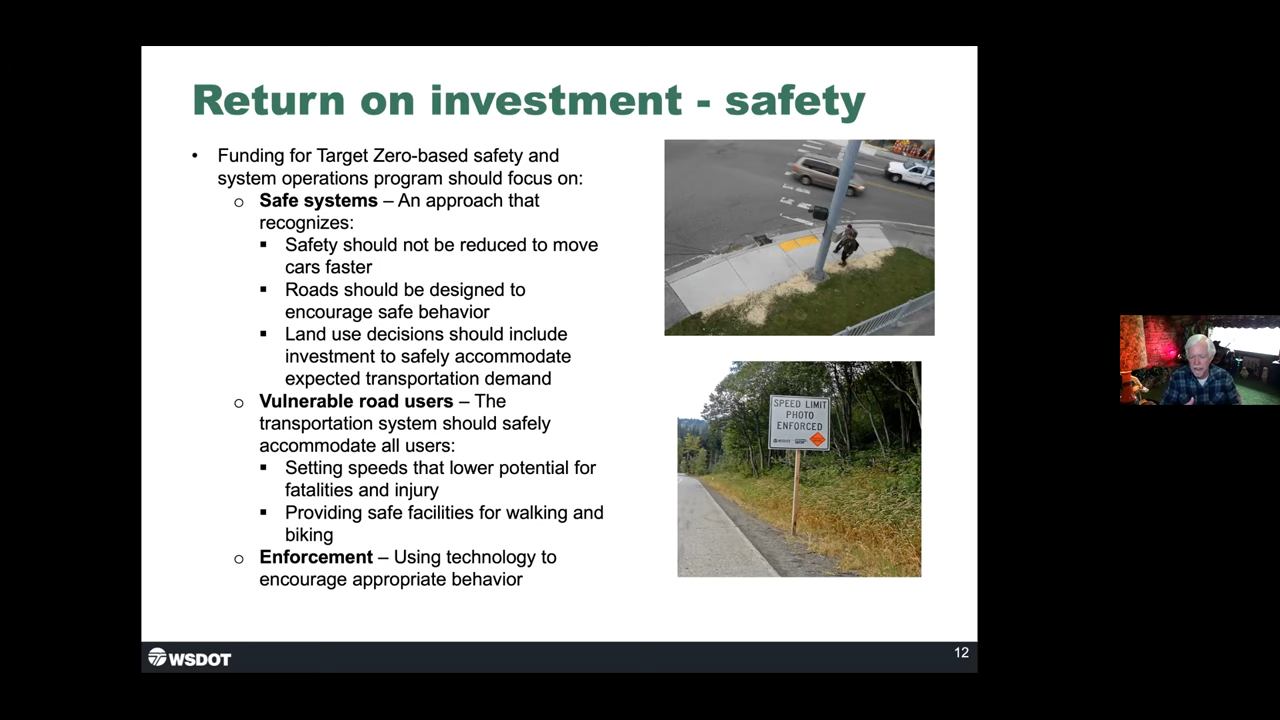 Return on investment - safety
• Funding for Target Zero-based safety and
system operations program should focus on:
o Safe systems – An approach that
recognizes:
▪ Safety should not be reduced to move
cars faster
▪ Roads should be designed to
encourage safe behavior
▪ Land use decisions should include
investment to safely accommodate
expected transportation demand
o Vulnerable road users – The
transportation system should safely
accommodate all users:
▪ Setting speeds that lower potential for
fatalities and injury
▪ Providing safe facilities for walking and
biking
o Enforcement – Using technology to
encourage appropriate behavior
SPEED LIMIT
PHOTO
ENFORCED
WSDOT
12